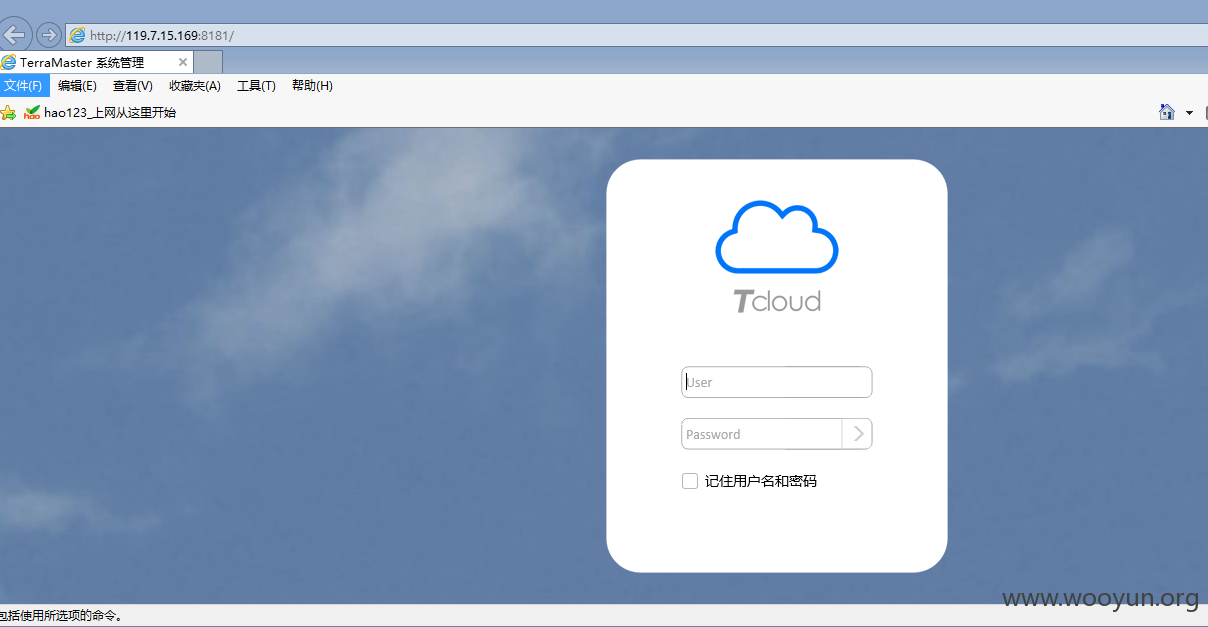 http://119.7.15.169:8181/
TerraMaster 系统管理
文件(F) 编辑(E) 查看(V) 收藏夹(A) 工具(T) 帮助(H)
hao123_上网从这里开始
Tcloud
User
Password
记住用户名和密码
www.wooyun.org
包括使用所选项的命令。